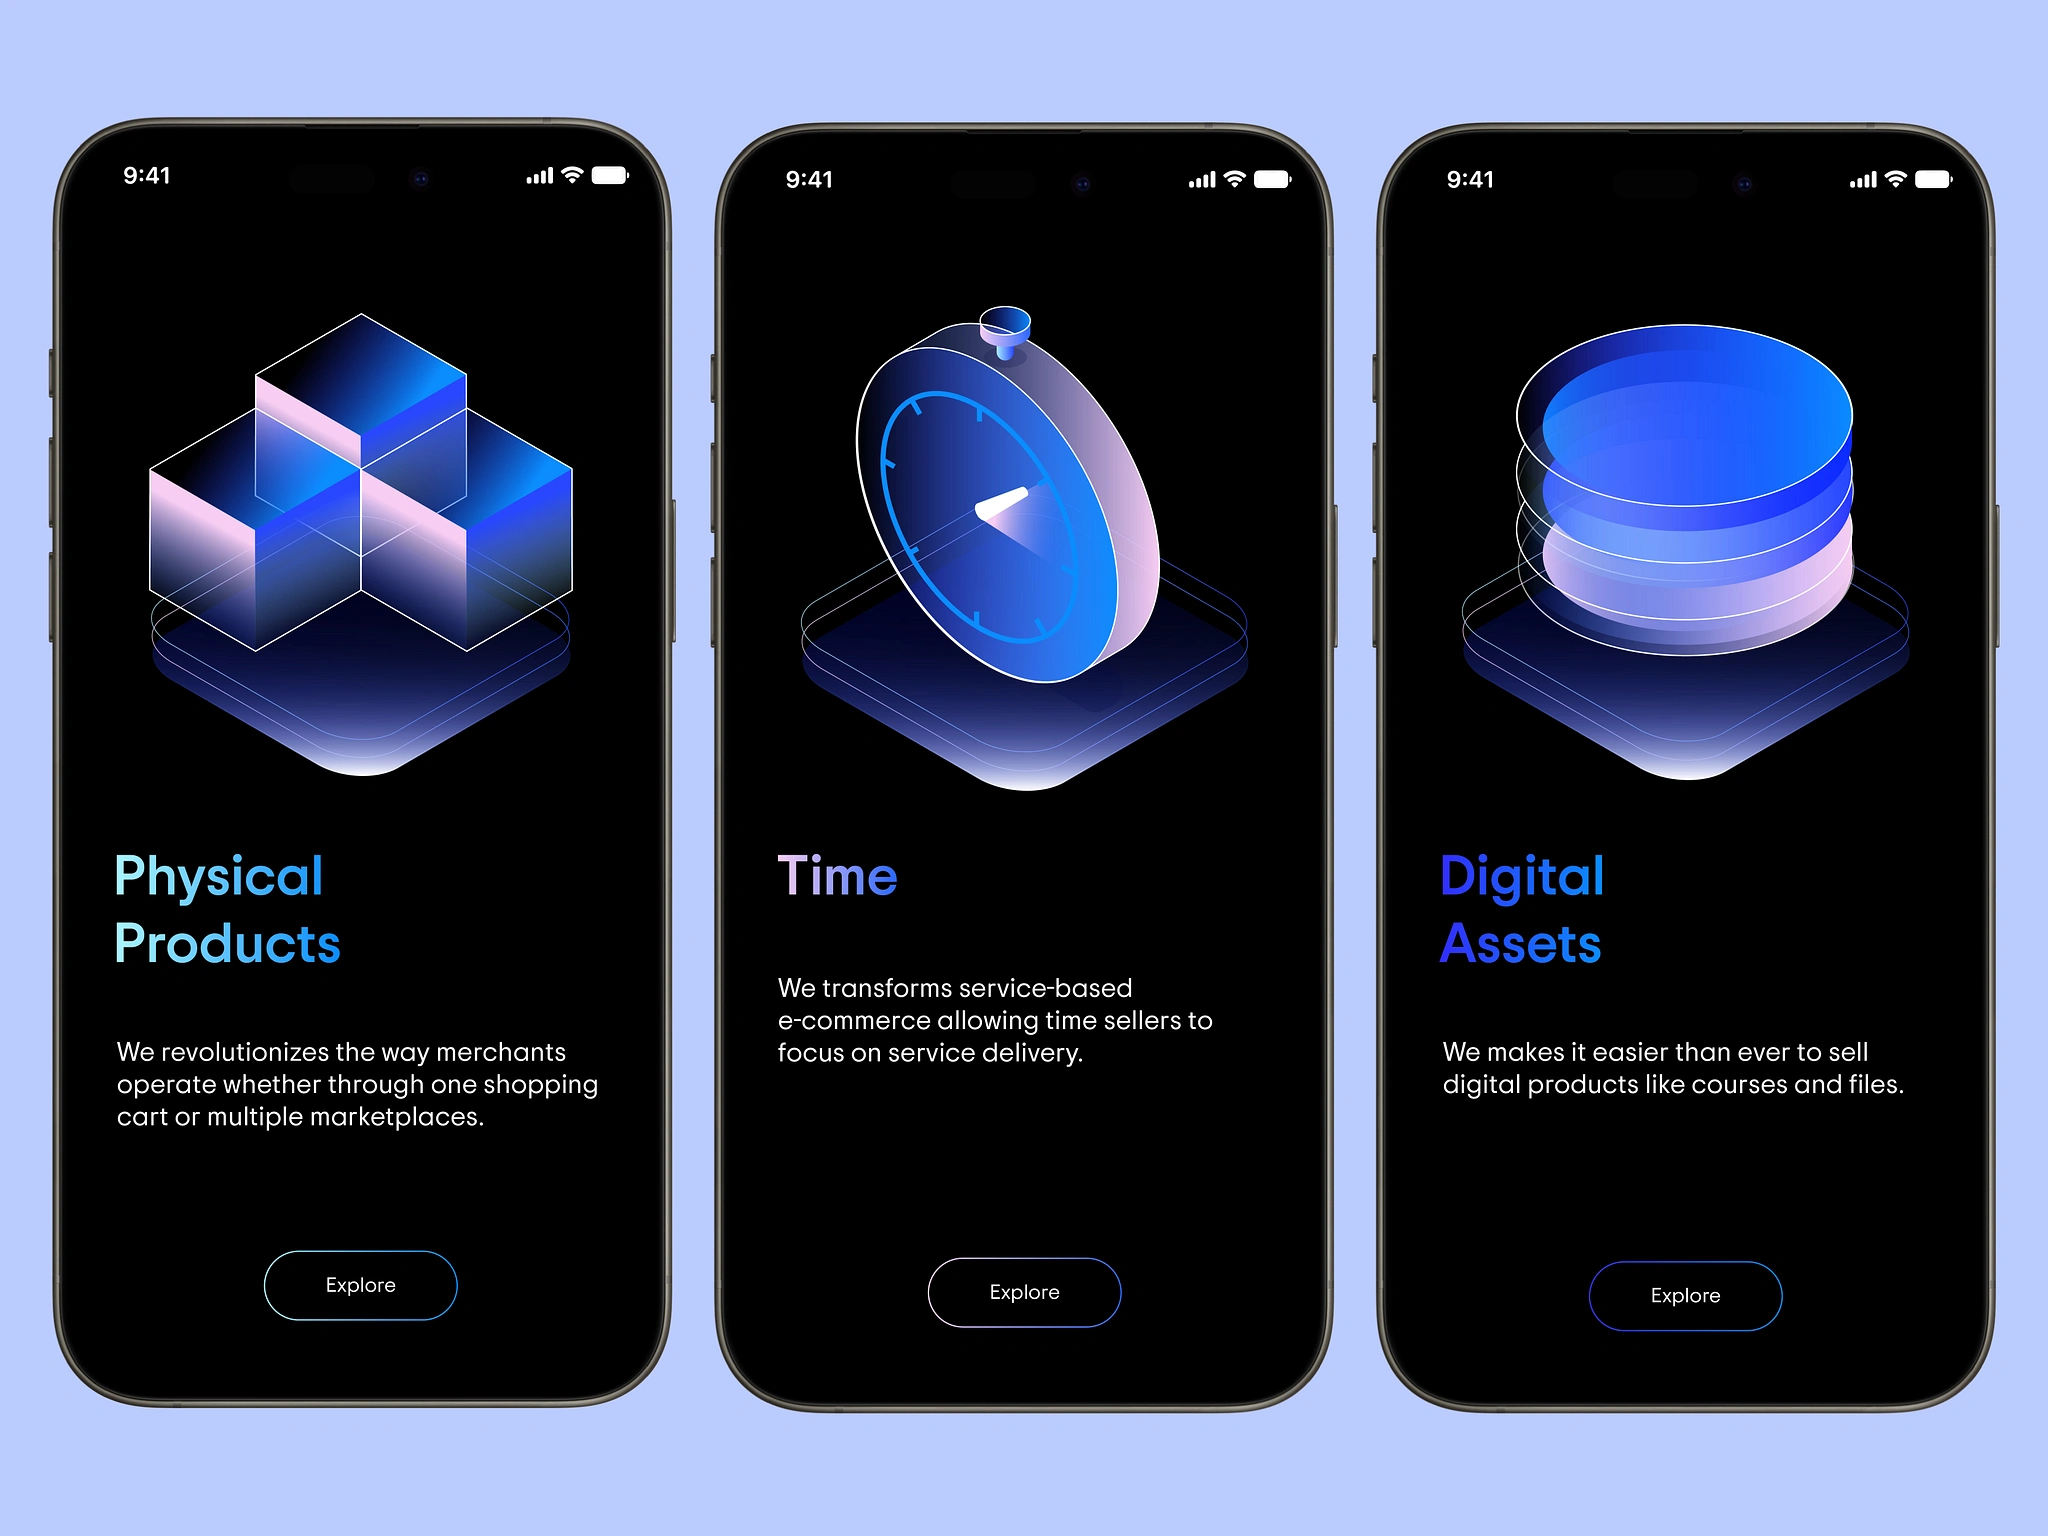 9:41
Physical
Products
We revolutionizes the way merchants
operate whether through one shopping
cart or multiple marketplaces.
Explore
9:41
Time
We transforms service-based
e-commerce allowing time sellers to
focus on service delivery.
Explore
9:41
Digital
Assets
We makes it easier than ever to sell
digital products like courses and files.
Explore